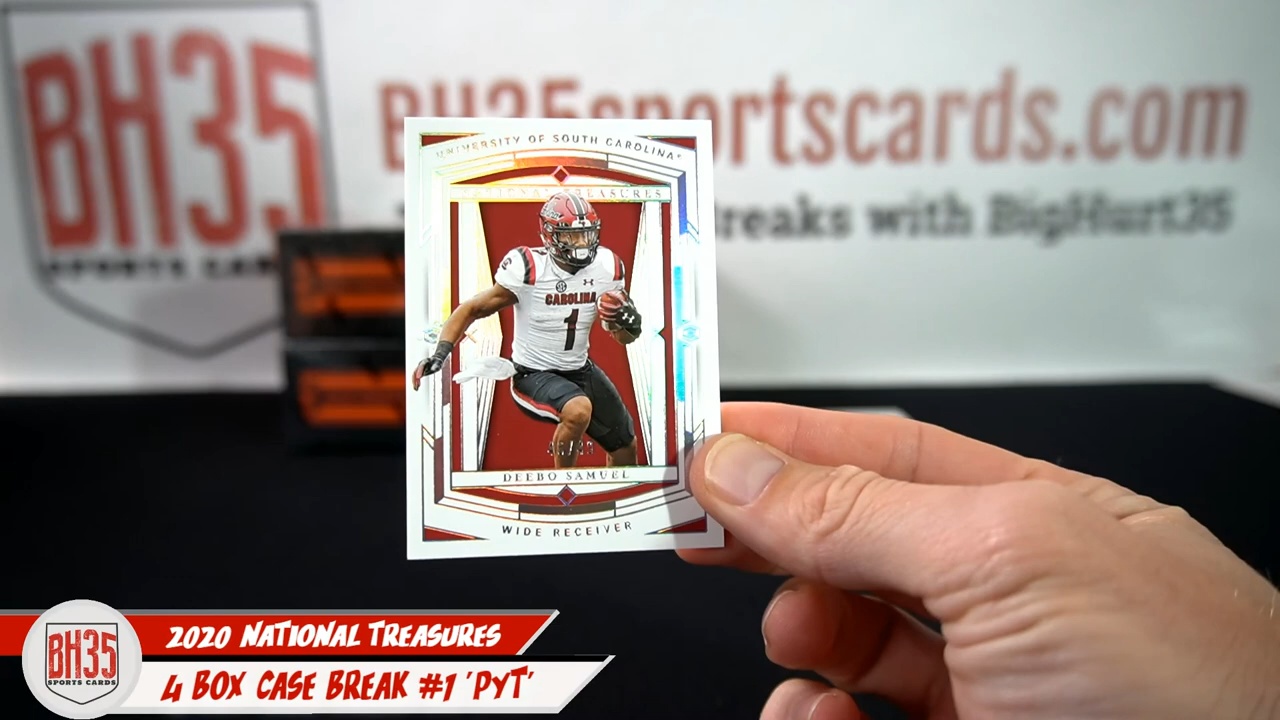 BH35
SPORTS CARDS
BH35sportscards.com
Breaks with BigHurt35
UNIVERSITY OF SOUTH CAROLINA
NATIONAL TREASURES
CAROLINA
1
DEEBO SAMUEL
WIDE RECEIVER
BH35
SPORTS CARDS
2020 NATIONAL TREASURES
4 BOX CASE BREAK #1 'PYT'